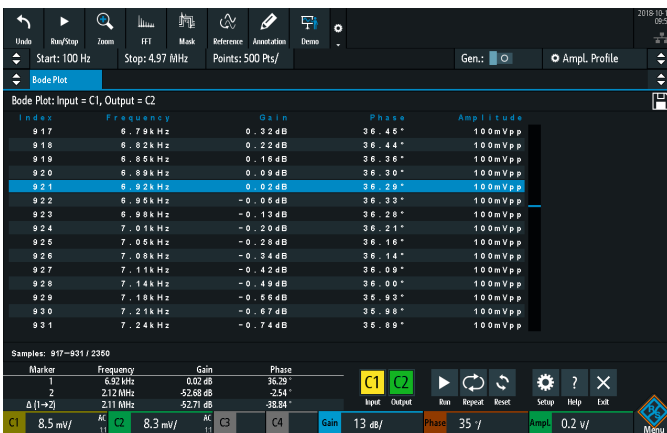 2018-10-
Undo Run/Stop Zoom FFT Mask Reference Annotation Demo
Start: 100 Hz Stop: 4.97 MHz Points: 500 Pts/ Gen.: Ampl. Profile
Bode Plot
Bode Plot: Input = C1, Output = C2
Index Frequency Gain Phase Amplitude
917 6.79kHz 0.32dB 36.45° 100mVpp
918 6.82kHz 0.22dB 36.44° 100mVpp
919 6.85kHz 0.16dB 36.36° 100mVpp
920 6.89kHz 0.09dB 36.30° 100mVpp
921 6.92kHz 0.02dB 36.29° 100mVpp
922 6.95kHz -0.05dB 36.33° 100mVpp
923 6.98kHz -0.13dB 36.28° 100mVpp
924 7.01kHz -0.20dB 36.21° 100mVpp
925 7.05kHz -0.28dB 36.16° 100mVpp
926 7.08kHz -0.34dB 36.14° 100mVpp
927 7.11kHz -0.42dB 36.09° 100mVpp
928 7.14kHz -0.49dB 36.00° 100mVpp
929 7.18kHz -0.56dB 35.93° 100mVpp
930 7.21kHz -0.67dB 35.98° 100mVpp
931 7.24kHz -0.74dB 35.89° 100mVpp
Samples: 917-931 / 2350
Marker Frequency Gain Phase
1 6.92 kHz 0.02 dB 36.29 °
2 2.12 MHz -52.68 dB -2.54 °
Δ (1→2) 2.11 MHz -52.71 dB -38.84 °
C1 C2
Input Output Run Repeat Reset Setup Help Exit
C1 8.5 mV/ AC 1:1 C2 8.3 mV/ AC 1:1 C3 C4 Gain 13 dB/ Phase 35 °/ Ampl. 0.2 V/ Menu